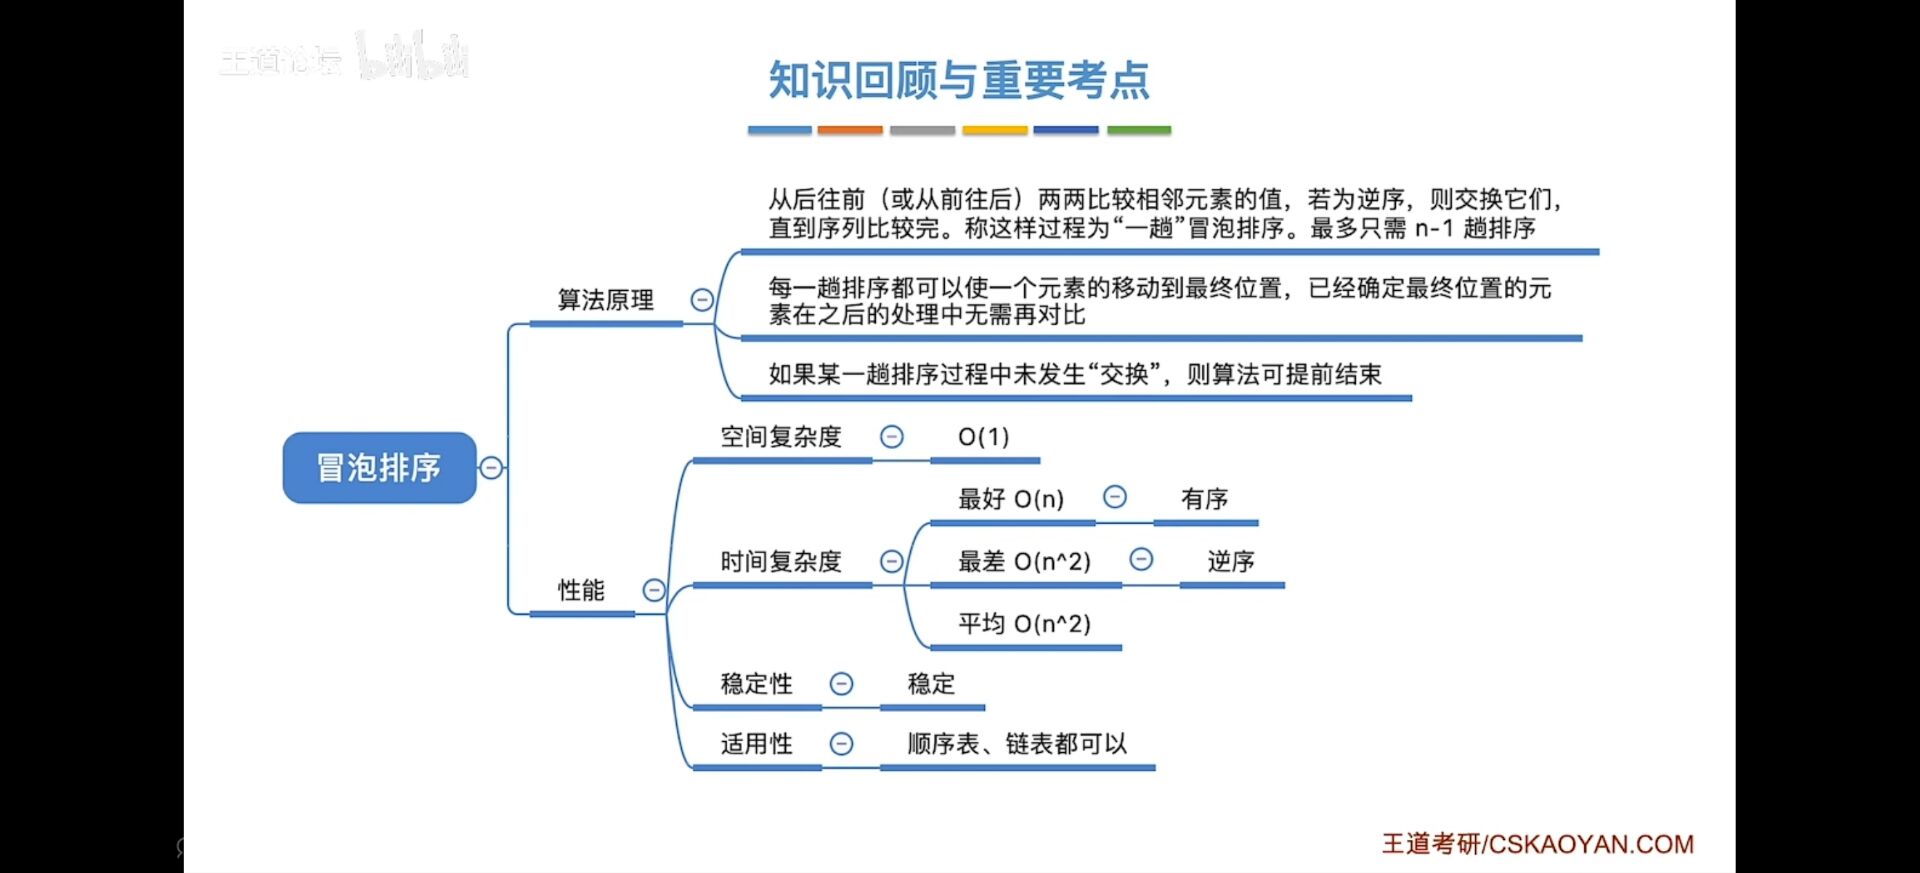 王道论坛 bilibili
知识回顾与重要考点
从后往前（或从前往后）两两比较相邻元素的值，若为逆序，则交换它们，
直到序列比较完。称这样过程为“一趟”冒泡排序。最多只需 n-1 趟排序
算法原理
每一趟排序都可以使一个元素的移动到最终位置，已经确定最终位置的元
素在之后的处理中无需再对比
如果某一趟排序过程中未发生“交换”，则算法可提前结束
冒泡排序
空间复杂度
O(1)
最好 O(n)
有序
时间复杂度
最差 O(n^2)
逆序
平均 O(n^2)
性能
稳定性
稳定
适用性
顺序表、链表都可以
王道考研/CSKAOYAN.COM